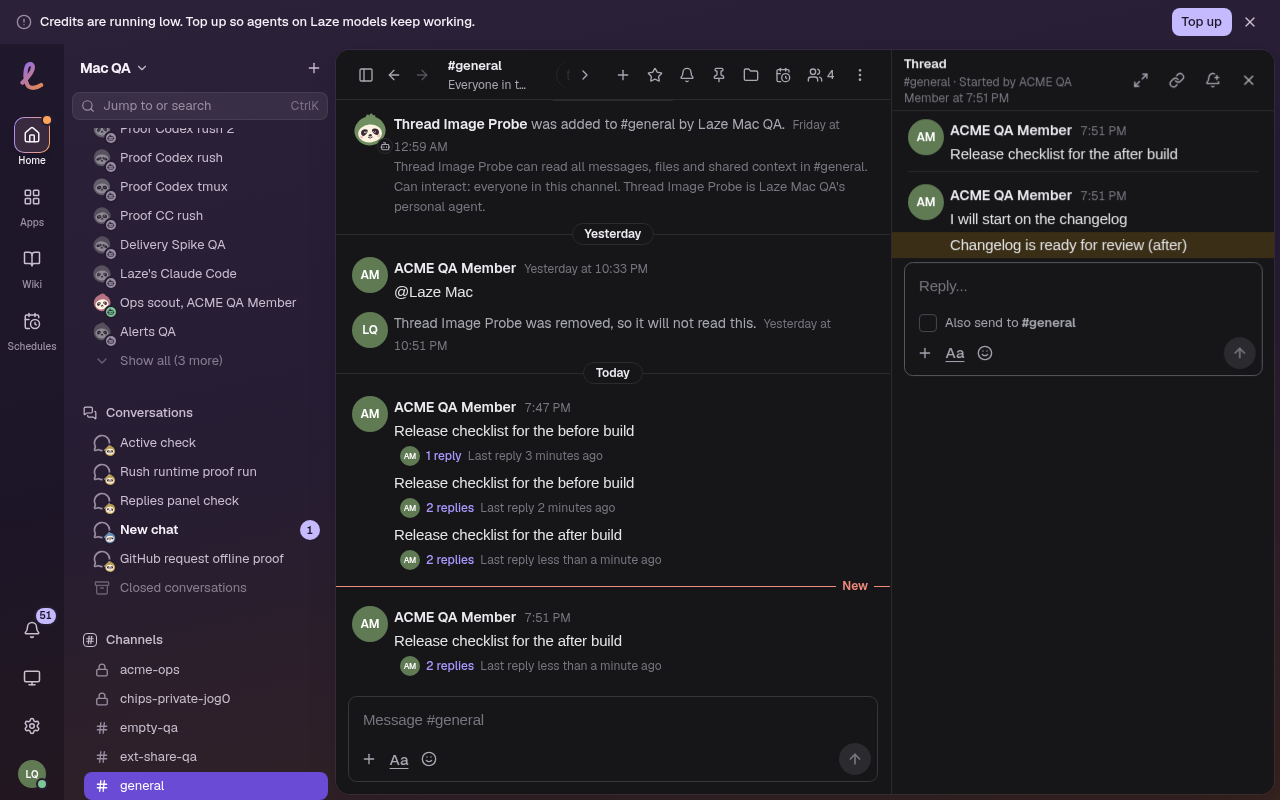 Credits are running low. Top up so agents on Laze models keep working.
Top up
Home
Apps
Wiki
Schedules
51
LQ
Mac QA
Jump to or search
CtrlK
Proof Codex rush 2
Proof Codex rush
Proof Codex tmux
Proof CC rush
Delivery Spike QA
Laze's Claude Code
Ops scout, ACME QA Member
Alerts QA
Show all (3 more)
Conversations
Active check
Rush runtime proof run
Replies panel check
New chat
1
GitHub request offline proof
Closed conversations
Channels
acme-ops
chips-private-jog0
empty-qa
ext-share-qa
general
#general
Everyone in t…
4
Thread Image Probe was added to #general by Laze Mac QA. Friday at
12:59 AM
Thread Image Probe can read all messages, files and shared context in #general.
Can interact: everyone in this channel. Thread Image Probe is Laze Mac QA's
personal agent.
Yesterday
AM
ACME QA Member Yesterday at 10:33 PM
@Laze Mac
LQ
Thread Image Probe was removed, so it will not read this. Yesterday at
10:51 PM
Today
AM
ACME QA Member 7:47 PM
Release checklist for the before build
AM 1 reply Last reply 3 minutes ago
Release checklist for the before build
AM 2 replies Last reply 2 minutes ago
Release checklist for the after build
AM 2 replies Last reply less than a minute ago
New
AM
ACME QA Member 7:51 PM
Release checklist for the after build
AM 2 replies Last reply less than a minute ago
Message #general
Aa
Thread
#general · Started by ACME QA
Member at 7:51 PM
AM
ACME QA Member 7:51 PM
Release checklist for the after build
AM
ACME QA Member 7:51 PM
I will start on the changelog
Changelog is ready for review (after)
Reply...
Also send to #general
Aa